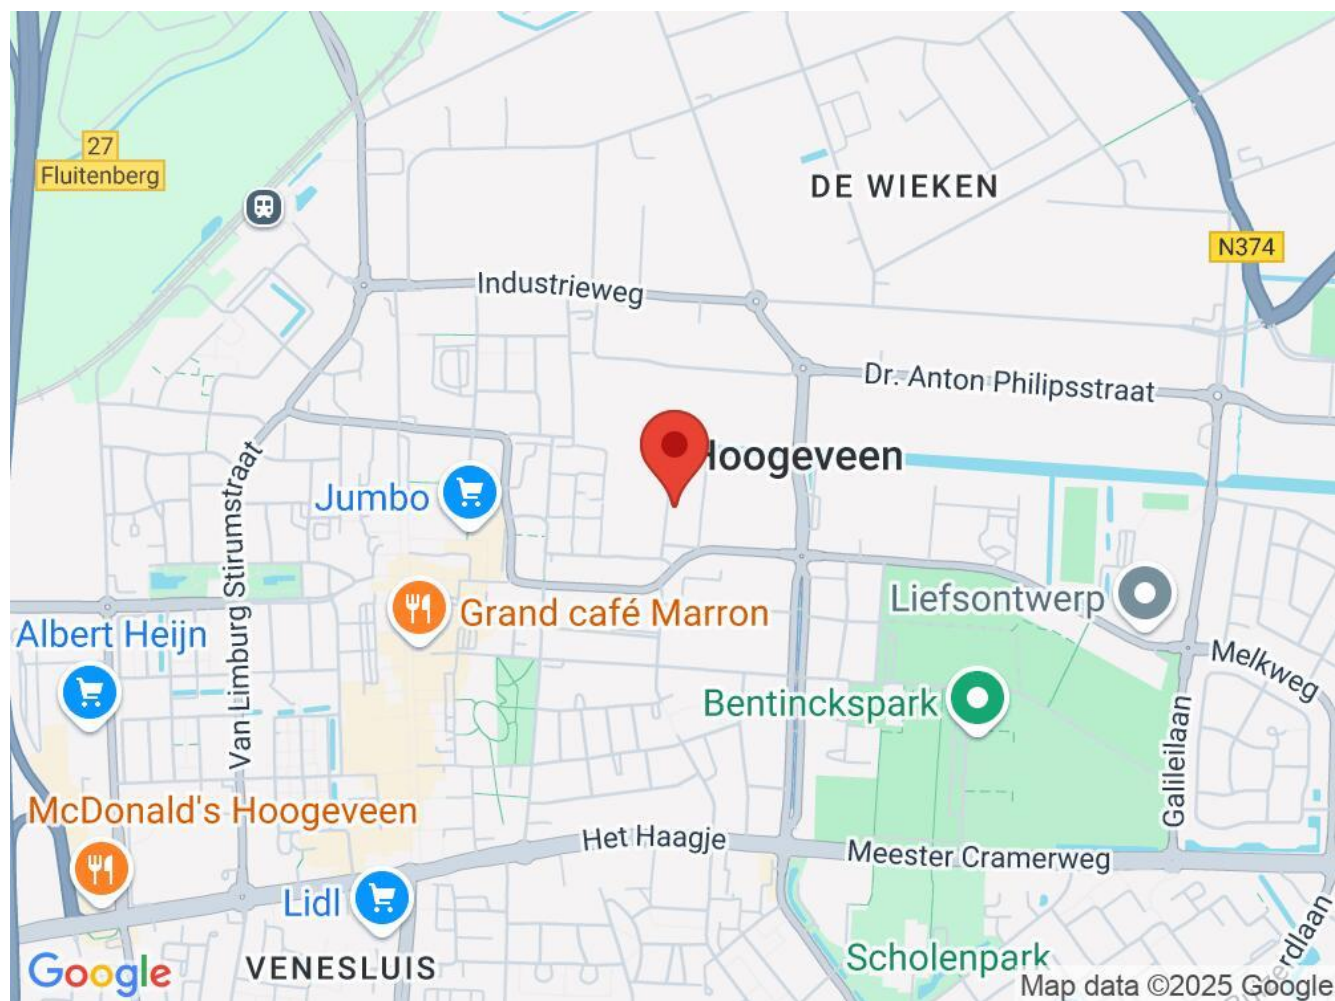 27
Fluitenberg
DE WIEKEN
N374
Industrieweg
Dr. Anton Philipsstraat
Hoogeveen
Jumbo
Van Limburg Stirumstraat
Liefsontwerp
Grand café Marron
Albert Heijn
Melkweg
Bentinckspark
Galileilaan
McDonald's Hoogeveen
Het Haagje
Meester Cramerweg
Lidl
Scholenpark
VENESLUIS
Google
Map data ©2025 Google